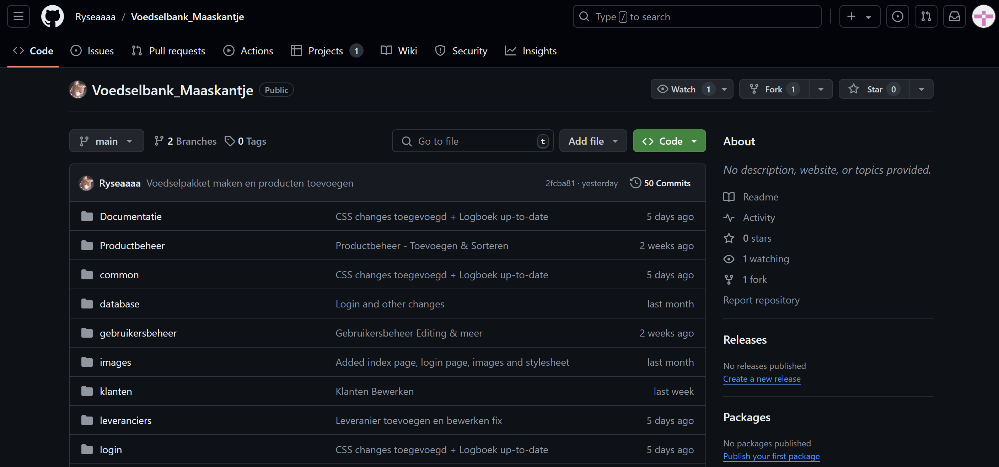 Ryseaaaa / Voedselbank_Maaskantje
Type / to search
Code Issues Pull requests Actions Projects 1 Wiki Security Insights
Voedselbank_Maaskantje Public
Watch 1 Fork 1 Star 0
main 2 Branches 0 Tags
Go to file t Add file Code
Ryseaaaa Voedselpakket maken en producten toevoegen 2fcba81 · yesterday 50 Commits
Documentatie CSS changes toegevoegd + Logboek up-to-date 5 days ago
Productbeheer Productbeheer - Toevoegen & Sorteren 2 weeks ago
common CSS changes toegevoegd + Logboek up-to-date 5 days ago
database Login and other changes last month
gebruikersbeheer Gebruikersbeheer Editing & meer 2 weeks ago
images Added index page, login page, images and stylesheet last month
klanten Klanten Bewerken last week
leveranciers Leveranier toevoegen en bewerken fix 5 days ago
login CSS changes toegevoegd + Logboek up-to-date 5 days ago
About
No description, website, or topics provided.
Readme
Activity
0 stars
1 watching
1 fork
Report repository
Releases
No releases published
Create a new release
Packages
No packages published
Publish your first package